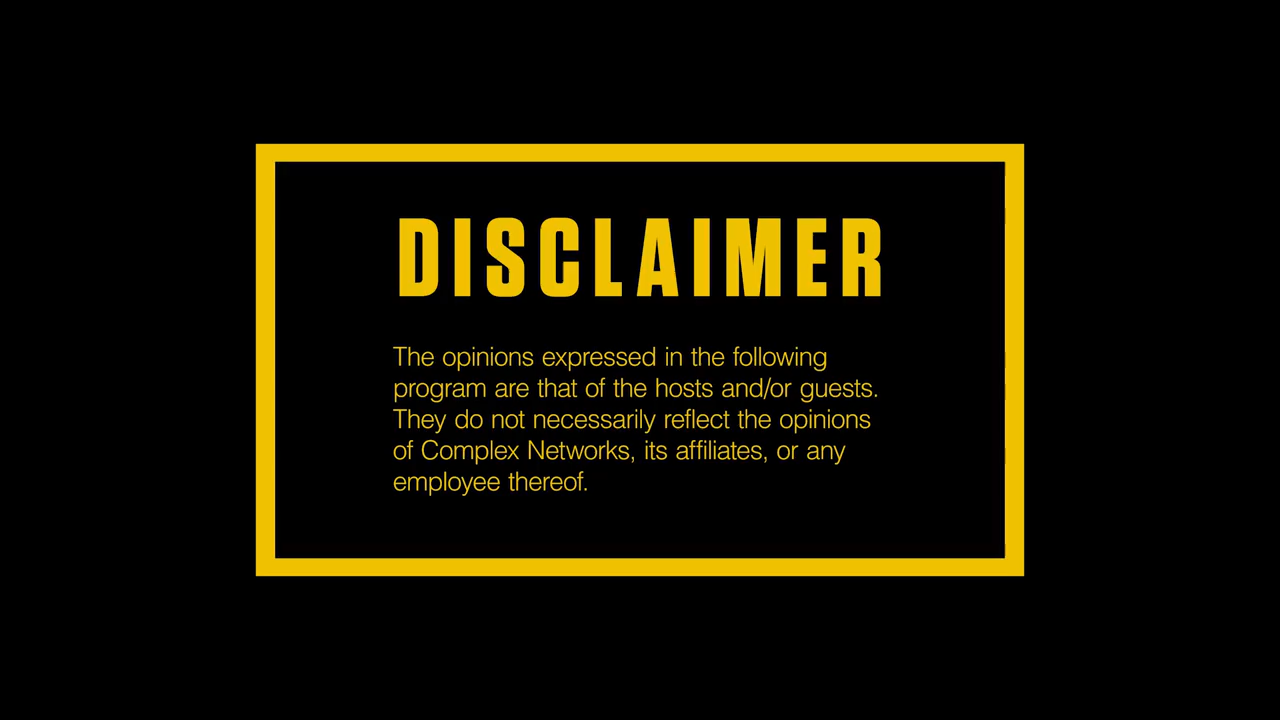 DISCLAIMER
The opinions expressed in the following
program are that of the hosts and/or guests.
They do not necessarily reflect the opinions
of Complex Networks, its affiliates, or any
employee thereof.